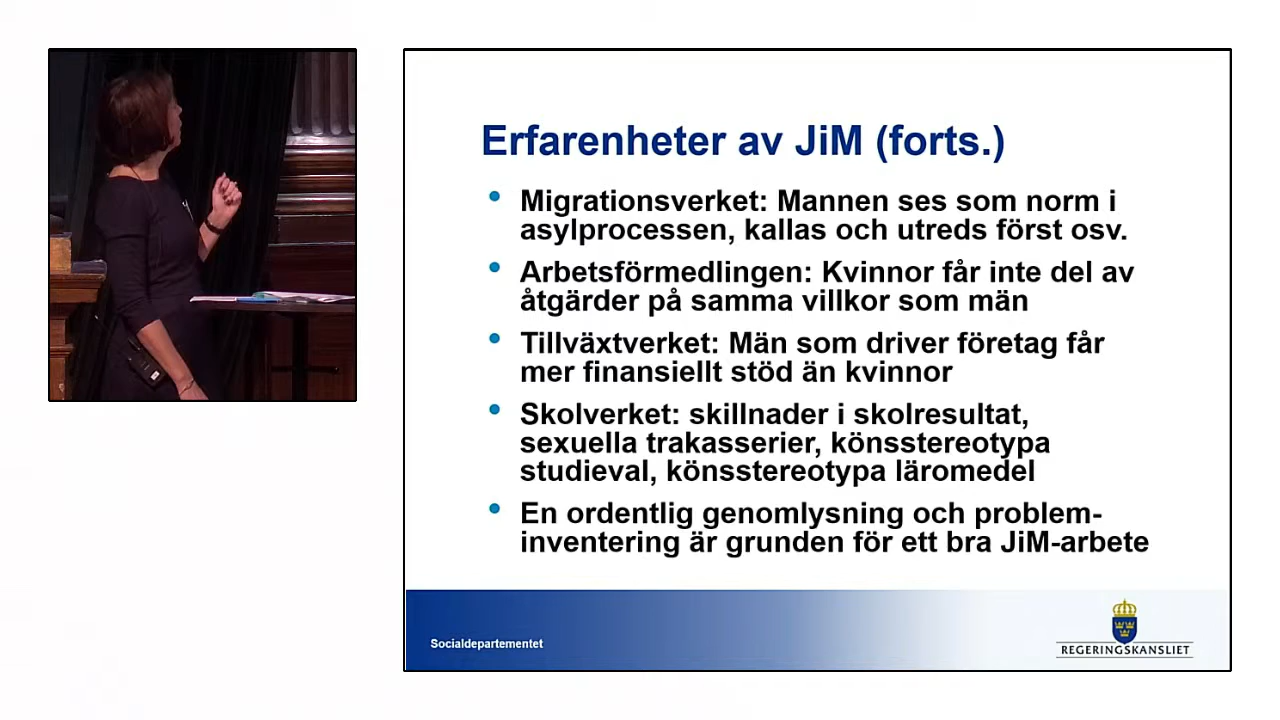 Erfarenheter av JiM (forts.)
Migrationsverket: Mannen ses som norm i
asylprocessen, kallas och utreds först osv.
Arbetsförmedlingen: Kvinnor får inte del av
åtgärder på samma villkor som män
Tillväxtverket: Män som driver företag får
mer finansiellt stöd än kvinnor
Skolverket: skillnader i skolresultat,
sexuella trakasserier, könsstereotypa
studieval, könsstereotypa läromedel
En ordentlig genomlysning och problem-
inventering är grunden för ett bra JiM-arbete
Socialdepartementet
REGERINGSKANSLIET